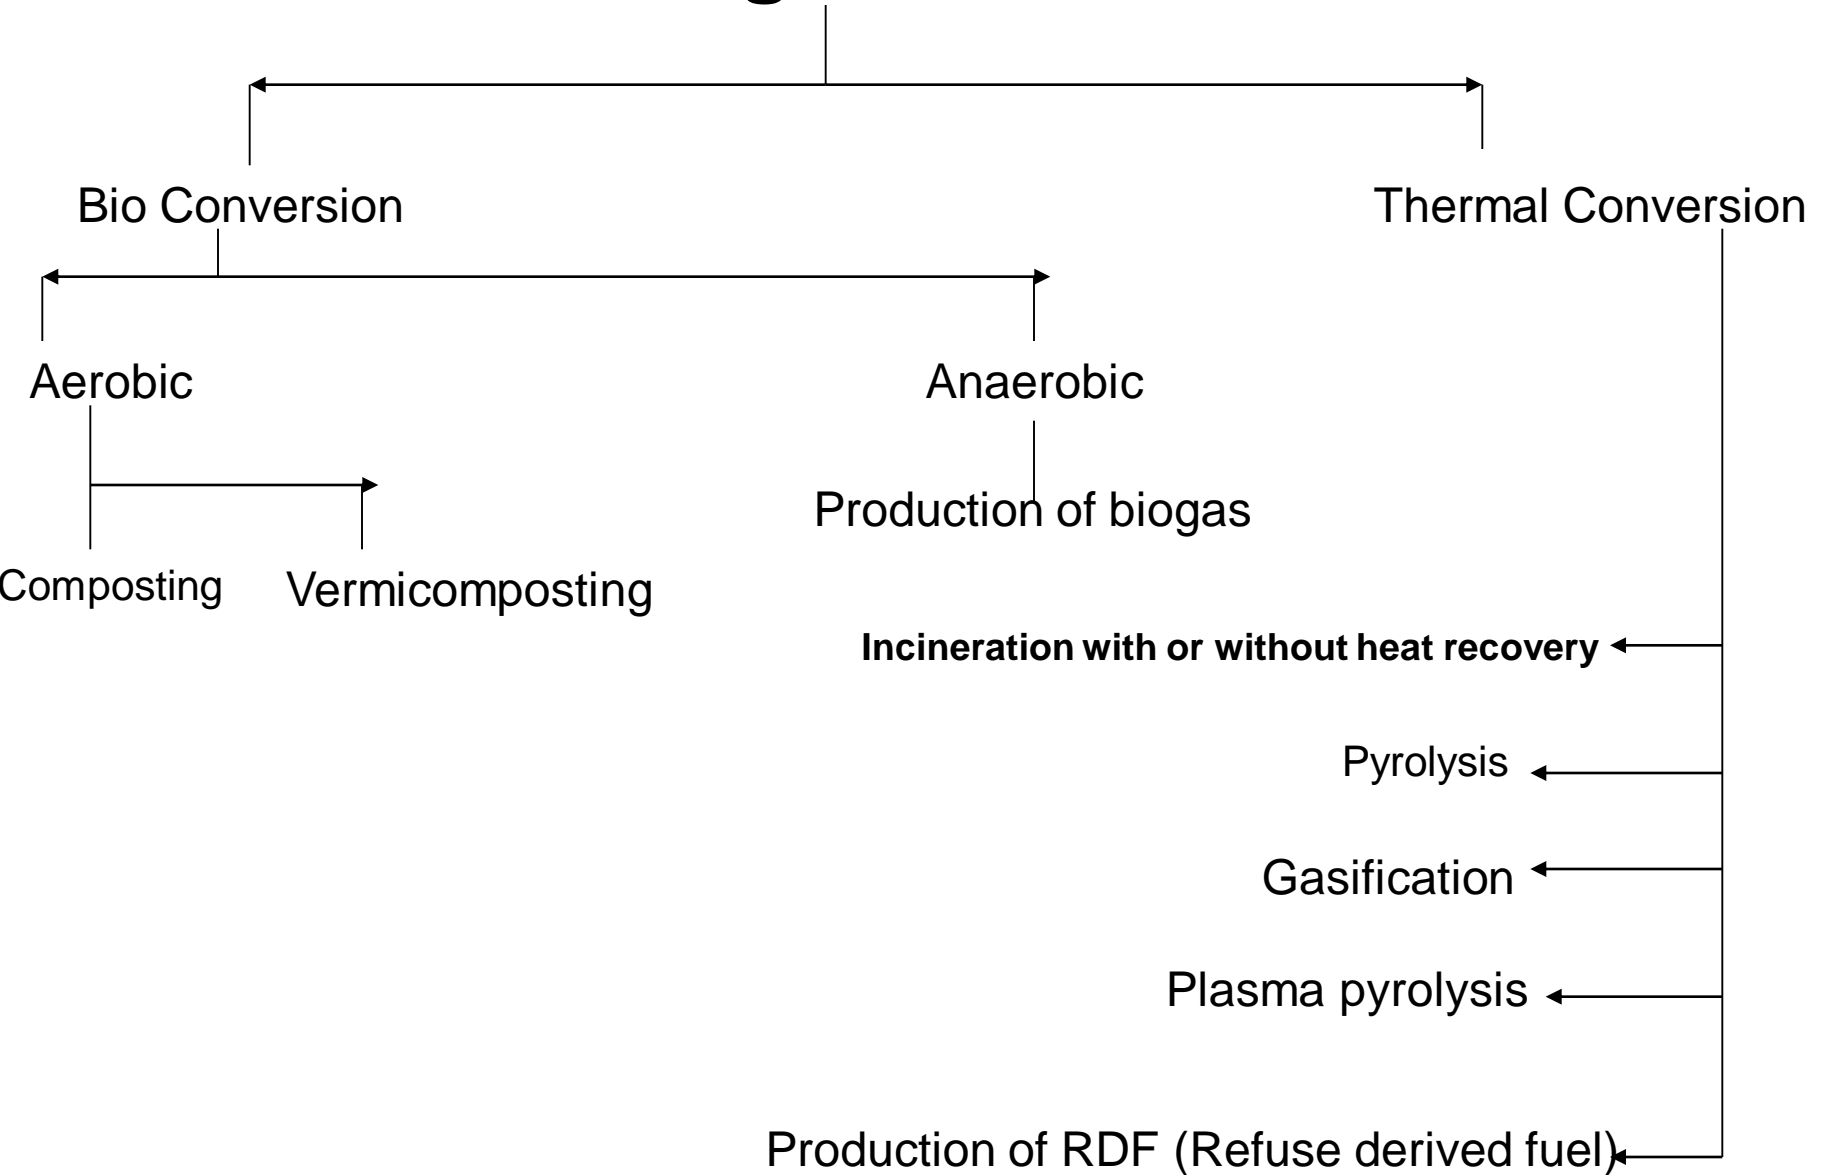 Bio Conversion
Thermal Conversion
Aerobic
Anaerobic
Production of biogas
Composting
Vermicomposting
Incineration with or without heat recovery
Pyrolysis
Gasification
Plasma pyrolysis
Production of RDF (Refuse derived fuel)